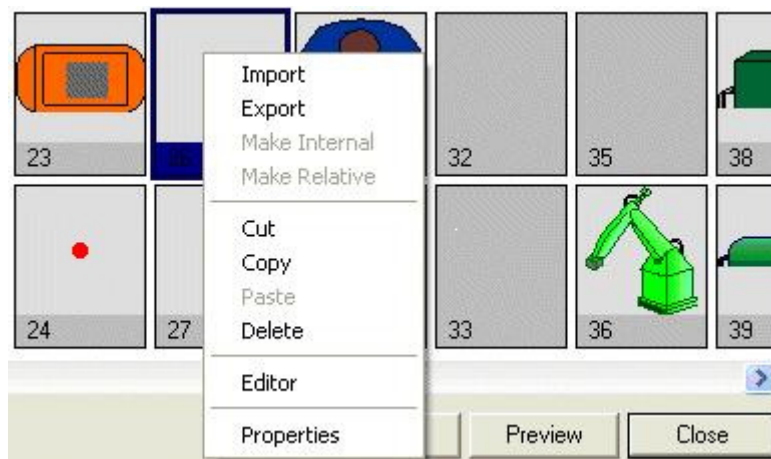 Import
Export
Make Internal
Make Relative
Cut
Copy
Paste
Delete
Editor
Properties
23
26
32
35
38
24
27
33
36
39
Preview
Close